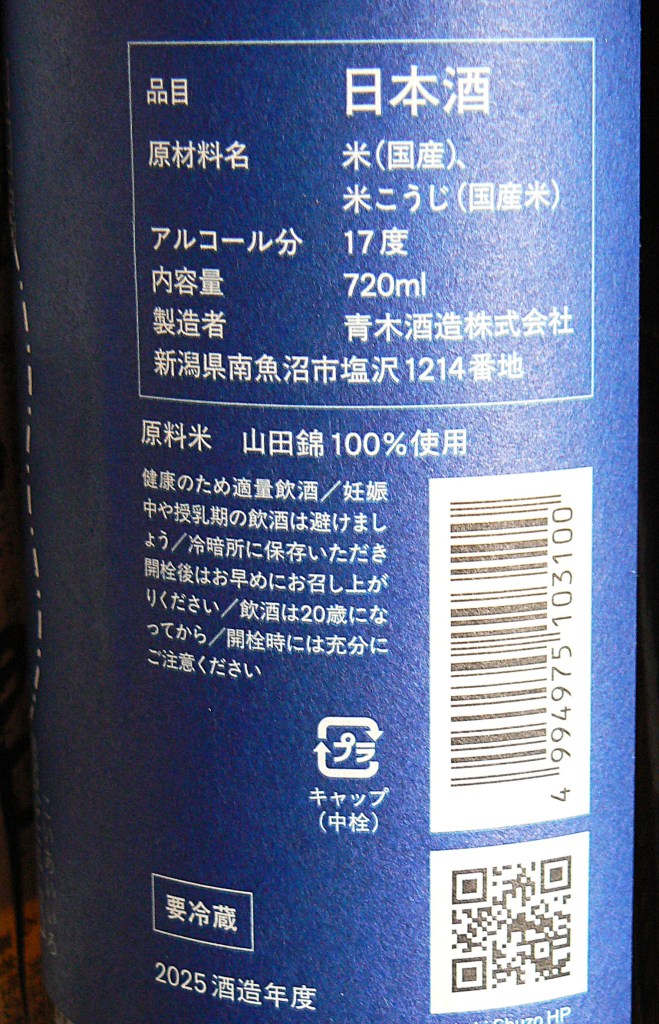 品目 日本酒
原材料名 米(国産)、
米こうじ(国産米)
アルコール分 17度
内容量 720ml
製造者 青木酒造株式会社
新潟県南魚沼市塩沢1214番地
原料米 山田錦100%使用
健康のため適量飲酒/妊娠
中や授乳期の飲酒は避けまし
ょう/冷暗所に保存いただき
開栓後はお早めにお召し上が
りください/飲酒は20歳にな
ってから/開栓時には充分に
ご注意ください
4 994975 103100
プラ
キャップ
(中栓)
要冷蔵
2025酒造年度
Chuzo HP